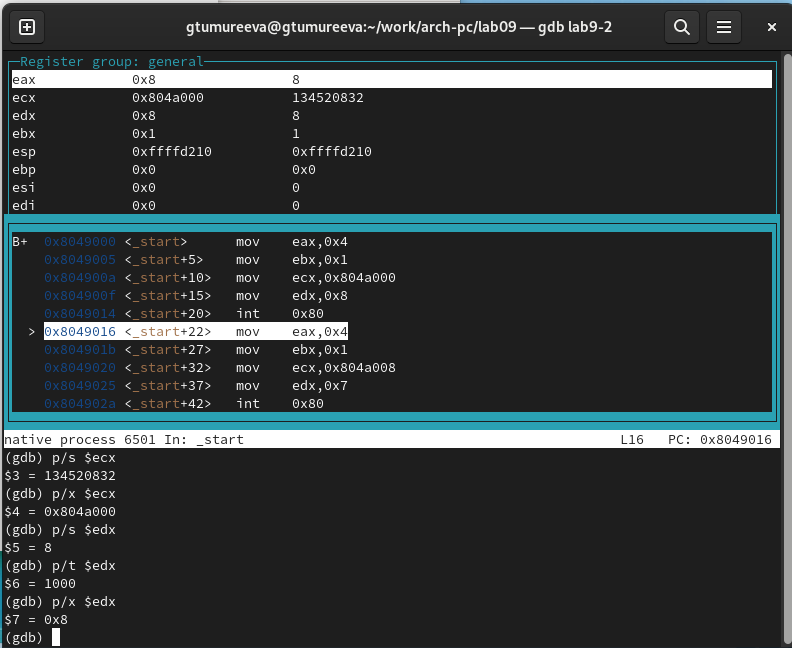 gtumureeva@gtumureeva:~/work/arch-pc/lab09 — gdb lab9-2
Register group: general
eax 0x8 8
ecx 0x804a000 134520832
edx 0x8 8
ebx 0x1 1
esp 0xffffd210 0xffffd210
ebp 0x0 0x0
esi 0x0 0
edi 0x0 0
B+ 0x8049000 <_start> mov eax,0x4
0x8049005 <_start+5> mov ebx,0x1
0x804900a <_start+10> mov ecx,0x804a000
0x804900f <_start+15> mov edx,0x8
0x8049014 <_start+20> int 0x80
> 0x8049016 <_start+22> mov eax,0x4
0x804901b <_start+27> mov ebx,0x1
0x8049020 <_start+32> mov ecx,0x804a008
0x8049025 <_start+37> mov edx,0x7
0x804902a <_start+42> int 0x80
native process 6501 In: _start L16 PC: 0x8049016
(gdb) p/s $ecx
$3 = 134520832
(gdb) p/x $ecx
$4 = 0x804a000
(gdb) p/s $edx
$5 = 8
(gdb) p/t $edx
$6 = 1000
(gdb) p/x $edx
$7 = 0x8
(gdb)